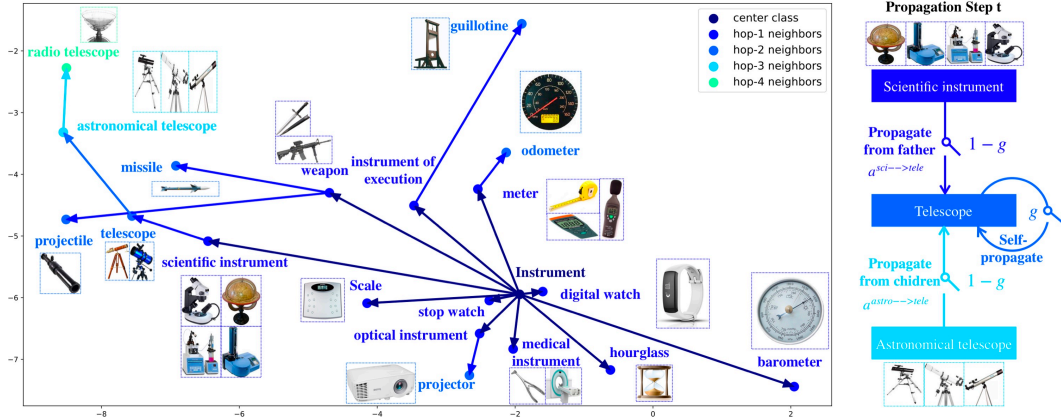 −2
−3
−4
−5
−6
−7
−8
−6
−4
−2
0
2
center class
hop-1 neighbors
hop-2 neighbors
hop-3 neighbors
hop-4 neighbors
radio telescope
astronomical telescope
guillotine
odometer
missile
weapon
instrument of
execution
meter
projectile
telescope
scientific instrument
Instrument
digital watch
Scale
stop watch
optical instrument
medical
instrument
hourglass
barometer
projector
Propagation Step t
Scientific instrument
Propagate
from father
1 − g
a^{sci−−>tele}
Telescope
g
Self-
propagate
Propagate
from chidren
1 − g
a^{astro−−>tele}
Astronomical telescope